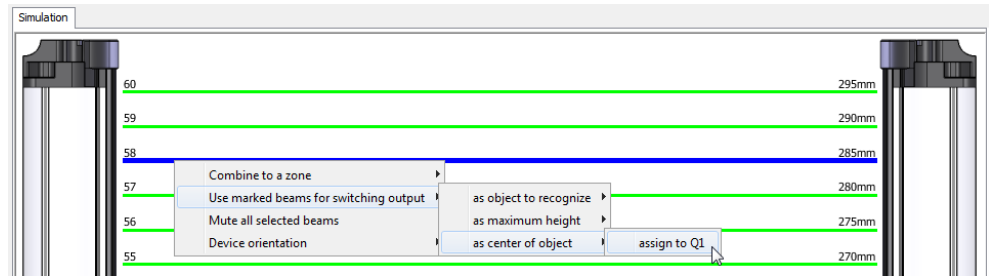 Simulation
60 295mm
59 290mm
58 285mm
Combine to a zone
57 280mm
Use marked beams for switching output as object to recognize
56 275mm
Mute all selected beams as maximum height
Device orientation as center of object assign to Q1
55 270mm